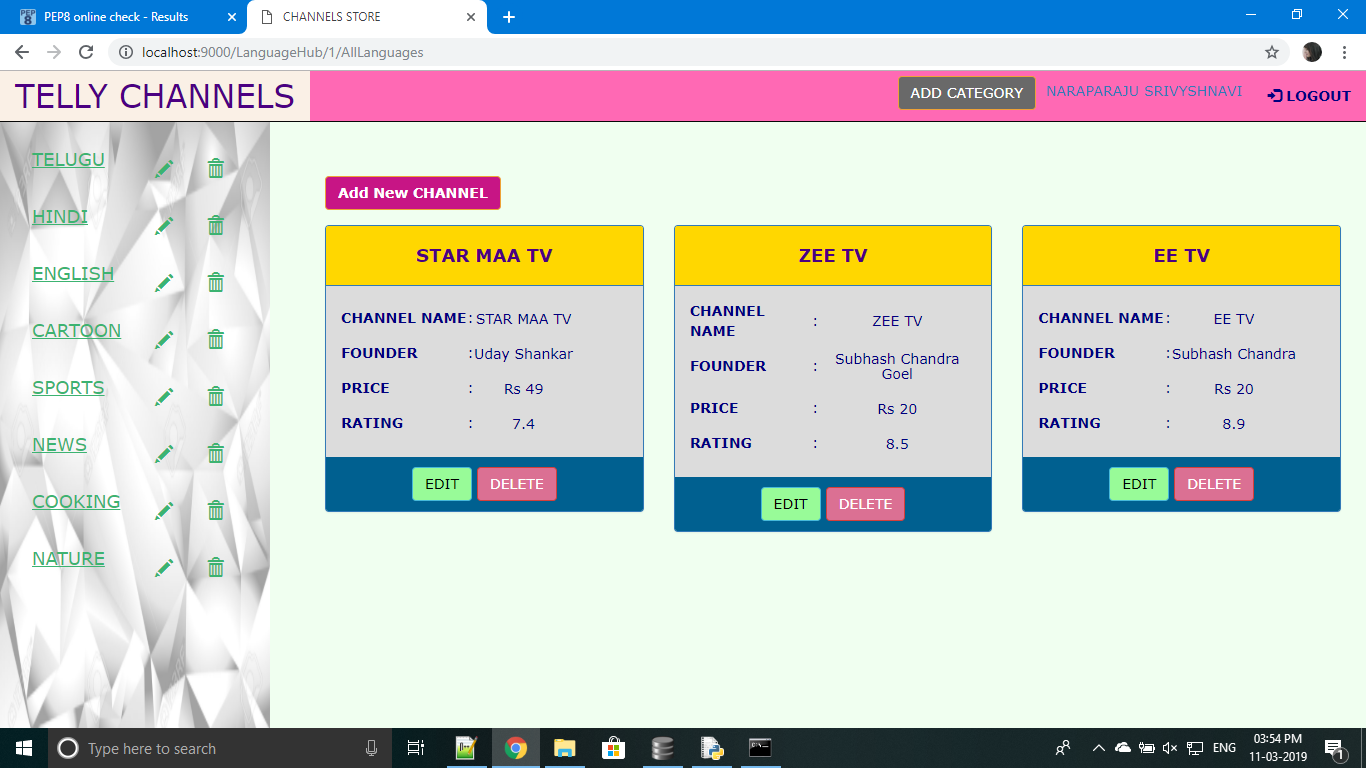 PEP8 online check - Results
CHANNELS STORE
localhost:9000/LanguageHub/1/AllLanguages
TELLY CHANNELS
ADD CATEGORY
NARAPARAJU SRIVYSHNAVI
LOGOUT
TELUGU
HINDI
ENGLISH
CARTOON
SPORTS
NEWS
COOKING
NATURE
Add New CHANNEL
STAR MAA TV
CHANNEL NAME : STAR MAA TV
FOUNDER : Uday Shankar
PRICE : Rs 49
RATING : 7.4
EDIT DELETE
ZEE TV
CHANNEL NAME : ZEE TV
FOUNDER : Subhash Chandra
Goel
PRICE : Rs 20
RATING : 8.5
EDIT DELETE
EE TV
CHANNEL NAME : EE TV
FOUNDER : Subhash Chandra
PRICE : Rs 20
RATING : 8.9
EDIT DELETE
Type here to search
ENG
03:54 PM
11-03-2019
1